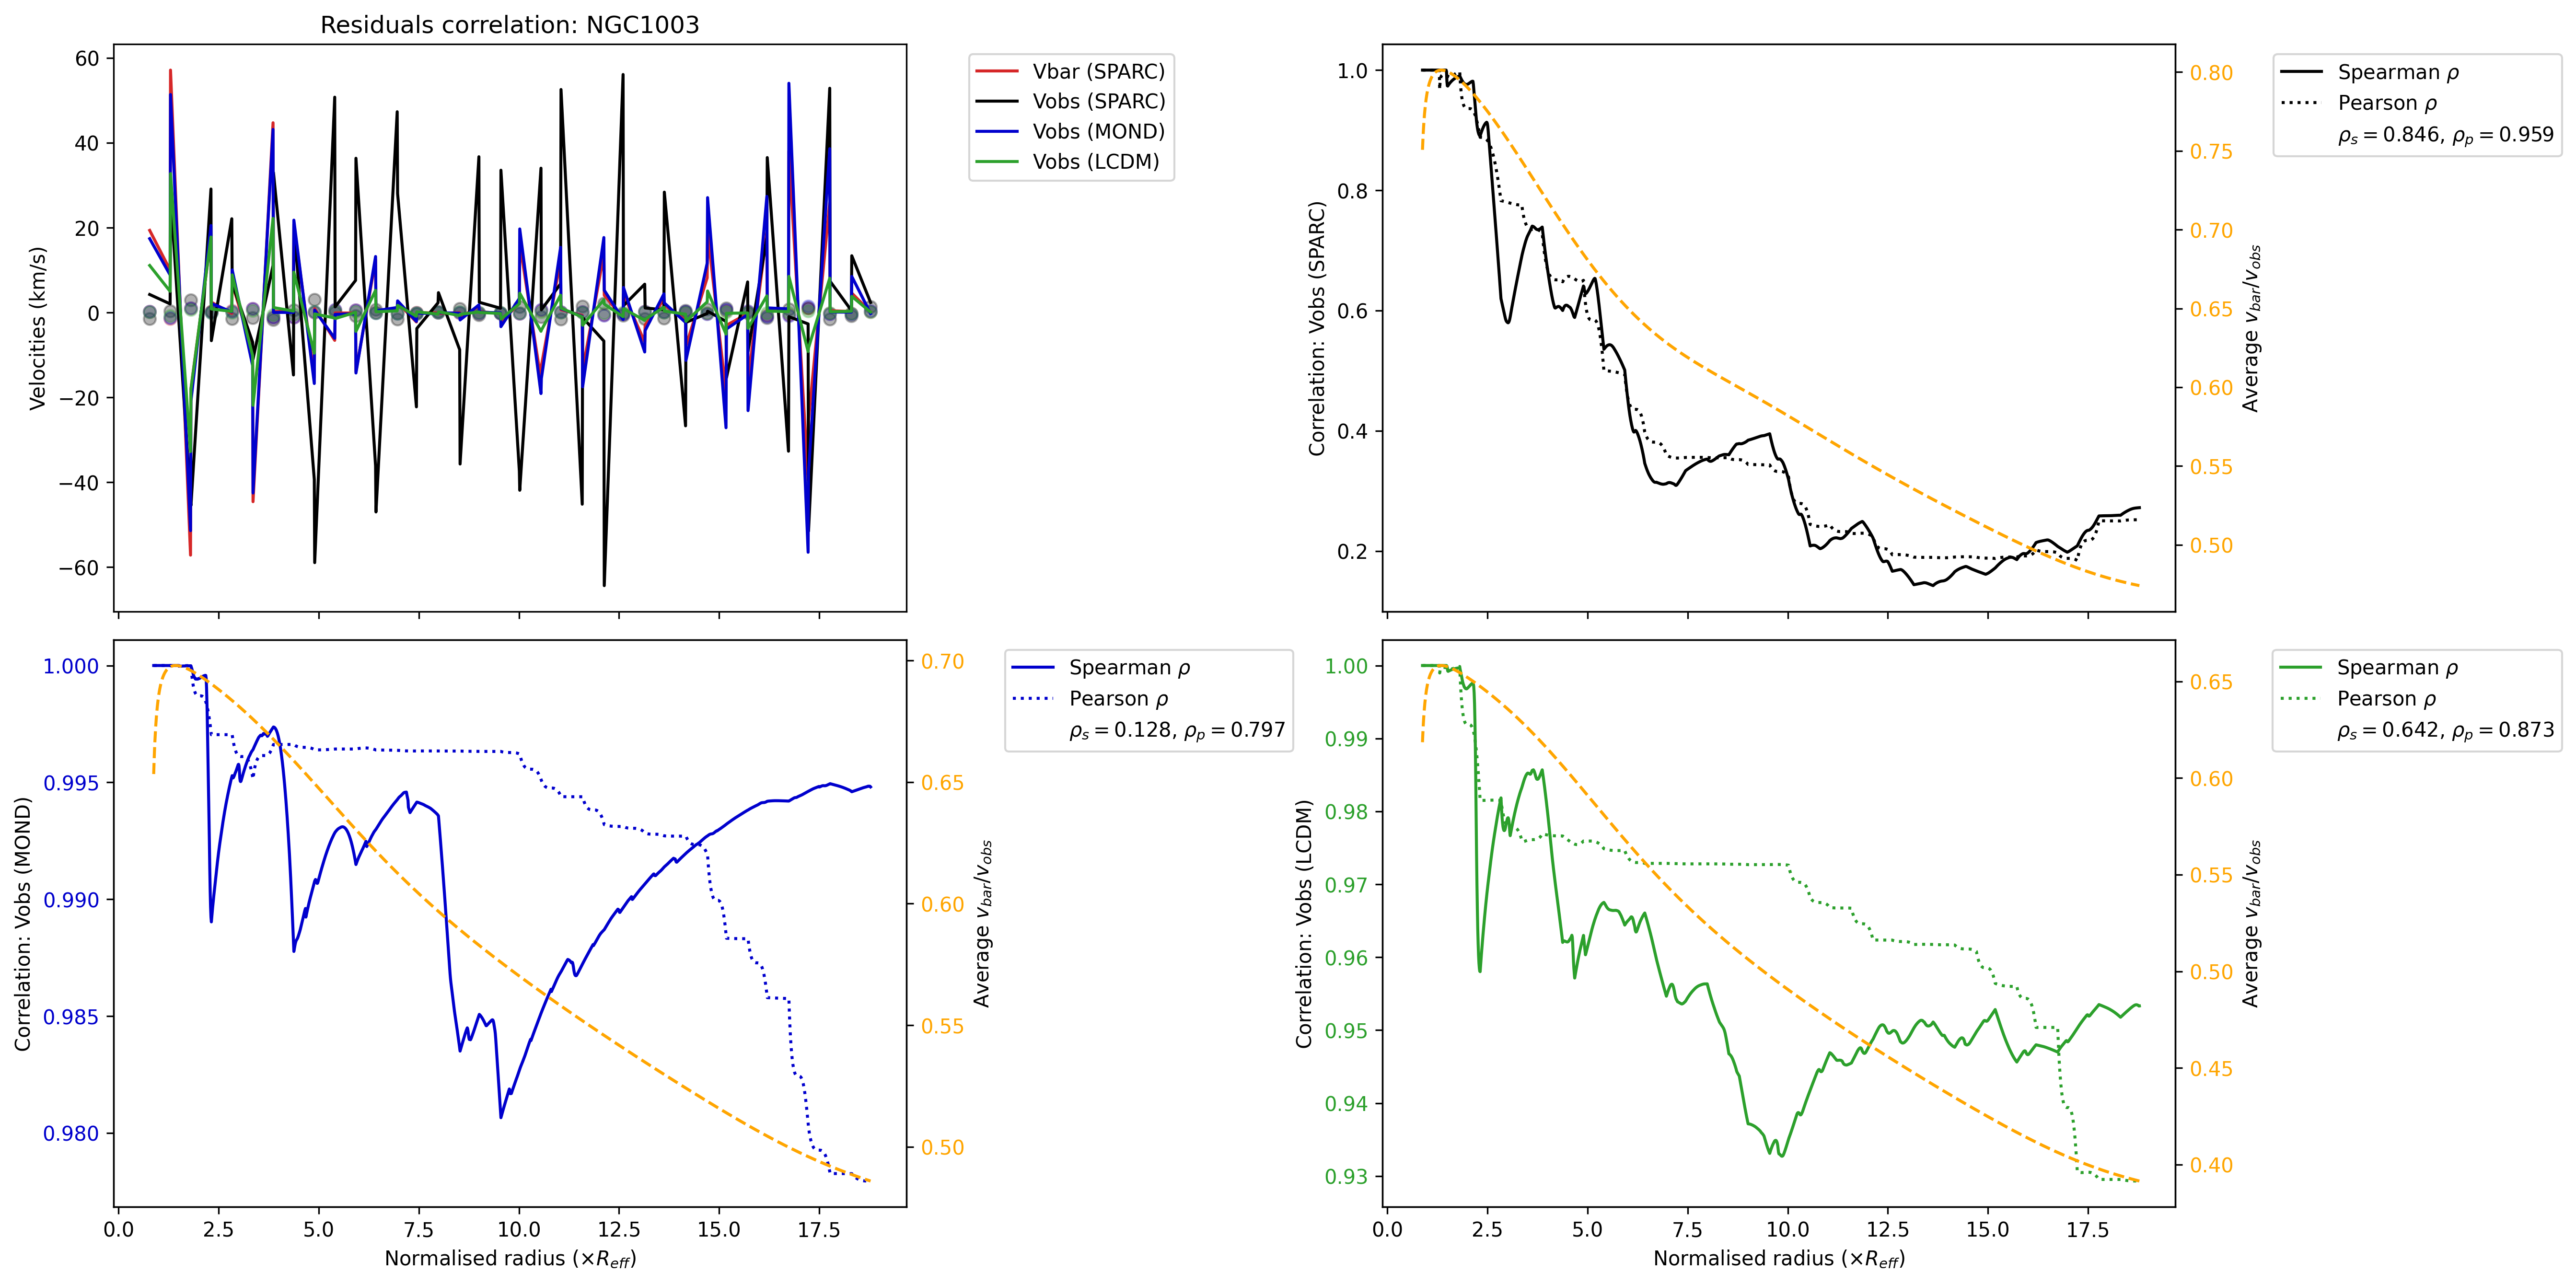 Residuals correlation: NGC1003
60
40
20
0
−20
−40
−60
Velocities (km/s)
Vbar (SPARC)
Vobs (SPARC)
Vobs (MOND)
Vobs (LCDM)
1.0
0.8
0.6
0.4
0.2
Correlation: Vobs (SPARC)
0.80
0.75
0.70
0.65
0.60
0.55
0.50
Average v_bar/v_obs
Spearman ρ
Pearson ρ
ρ_s = 0.846, ρ_p = 0.959
1.000
0.995
0.990
0.985
0.980
Correlation: Vobs (MOND)
0.70
0.65
0.60
0.55
0.50
Average v_bar/v_obs
0.0 2.5 5.0 7.5 10.0 12.5 15.0 17.5
Normalised radius (×R_eff)
Spearman ρ
Pearson ρ
ρ_s = 0.128, ρ_p = 0.797
1.00
0.99
0.98
0.97
0.96
0.95
0.94
0.93
Correlation: Vobs (LCDM)
0.65
0.60
0.55
0.50
0.45
0.40
Average v_bar/v_obs
0.0 2.5 5.0 7.5 10.0 12.5 15.0 17.5
Normalised radius (×R_eff)
Spearman ρ
Pearson ρ
ρ_s = 0.642, ρ_p = 0.873